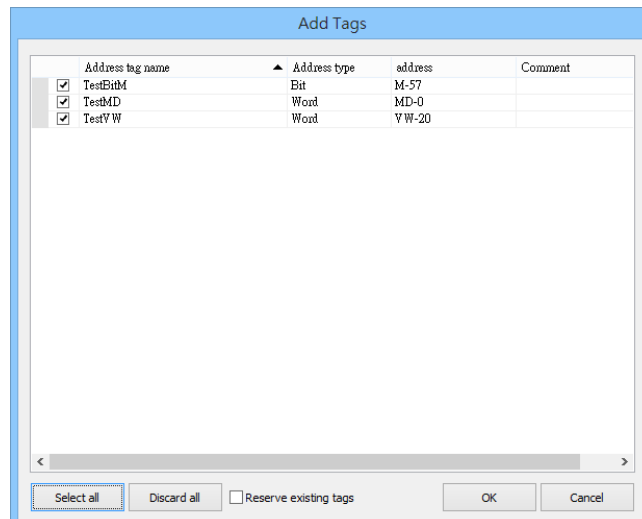 Add Tags
Address tag name Address type address Comment
TestBitM Bit M-57
TestMD Word MD-0
TestVW Word VW-20
Select all Discard all Reserve existing tags OK Cancel